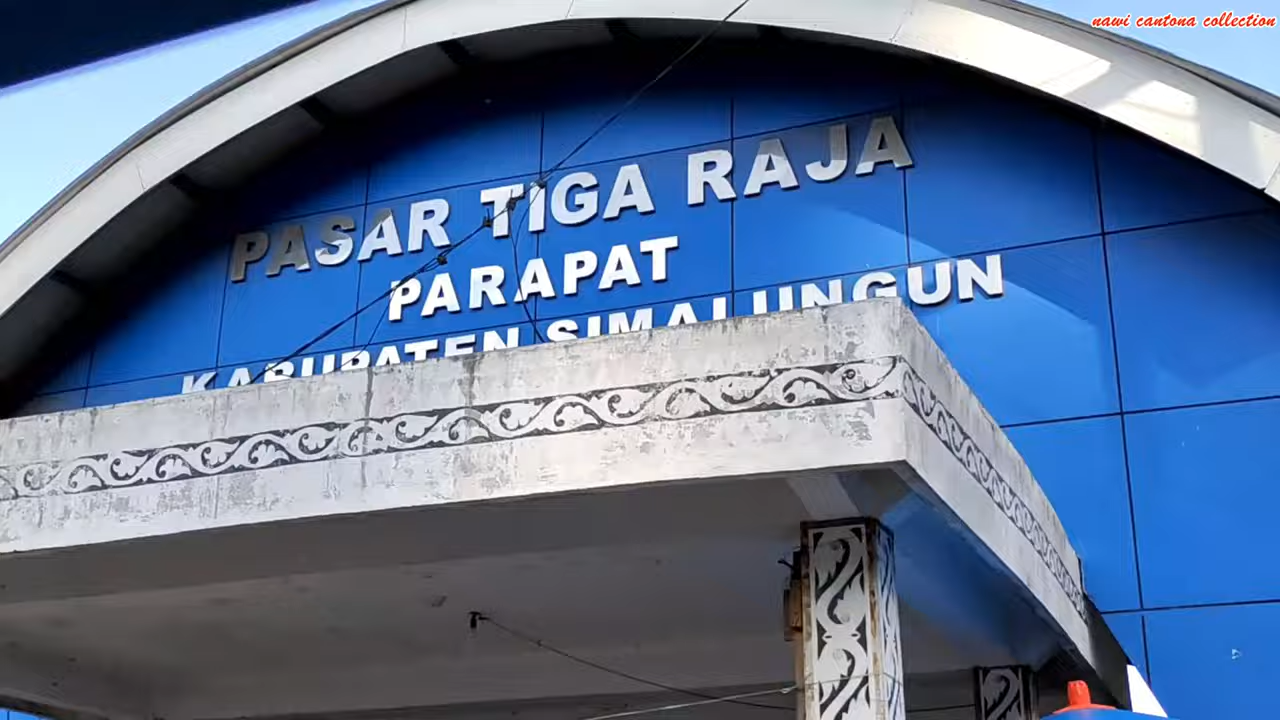 nawi cantona collection
PASAR TIGA RAJA
PARAPAT
KABUPATEN SIMALUNGUN